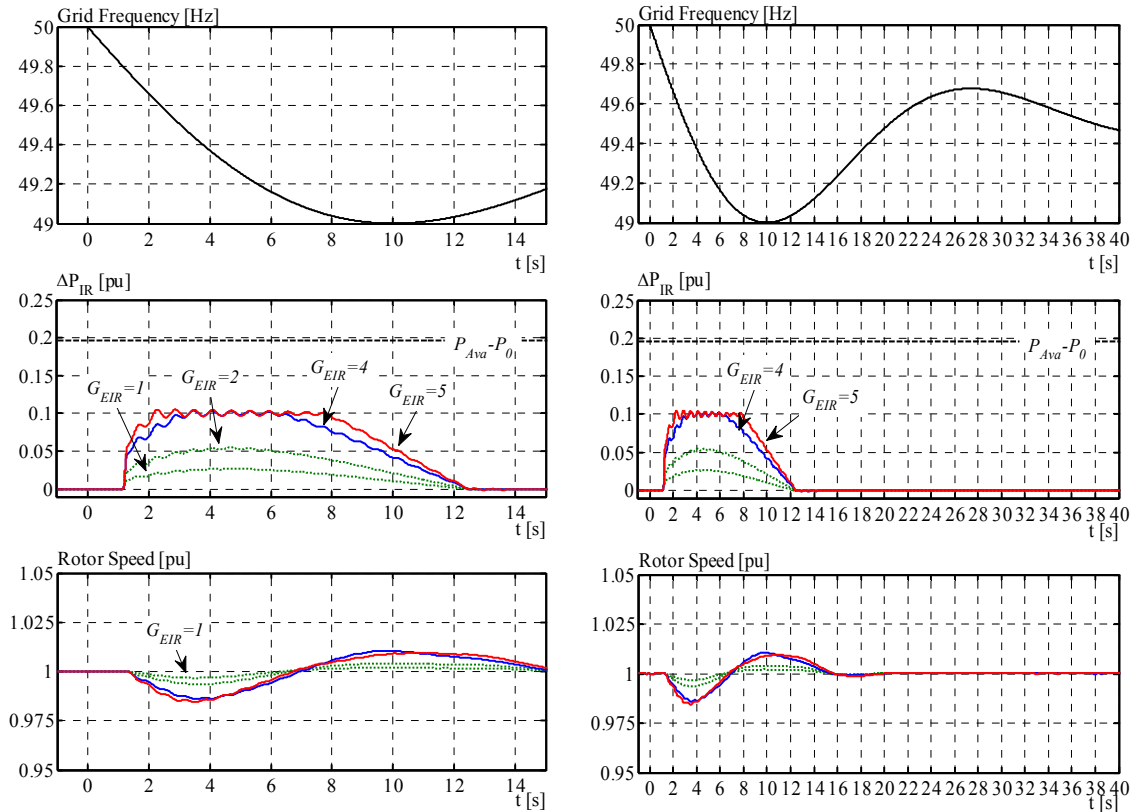 Grid Frequency [Hz]
50
49.8
49.6
49.4
49.2
49
0 2 4 6 8 10 12 14
t [s]
ΔP_IR [pu]
0.25
0.2
0.15
0.1
0.05
0
P_Ava-P_0
G_EIR=1
G_EIR=2
G_EIR=4
G_EIR=5
0 2 4 6 8 10 12 14
t [s]
Rotor Speed [pu]
1.05
1.025
1
0.975
0.95
G_EIR=1
0 2 4 6 8 10 12 14
t [s]
Grid Frequency [Hz]
50
49.8
49.6
49.4
49.2
49
0 2 4 6 8 10 12 14 16 18 20 22 24 26 28 30 32 34 36 38 40
t [s]
ΔP_IR [pu]
0.25
0.2
0.15
0.1
0.05
0
P_Ava-P_0
G_EIR=4
G_EIR=5
0 2 4 6 8 10 12 14 16 18 20 22 24 26 28 30 32 34 36 38 40
t [s]
Rotor Speed [pu]
1.05
1.025
1
0.975
0.95
0 2 4 6 8 10 12 14 16 18 20 22 24 26 28 30 32 34 36 38 40
t [s]